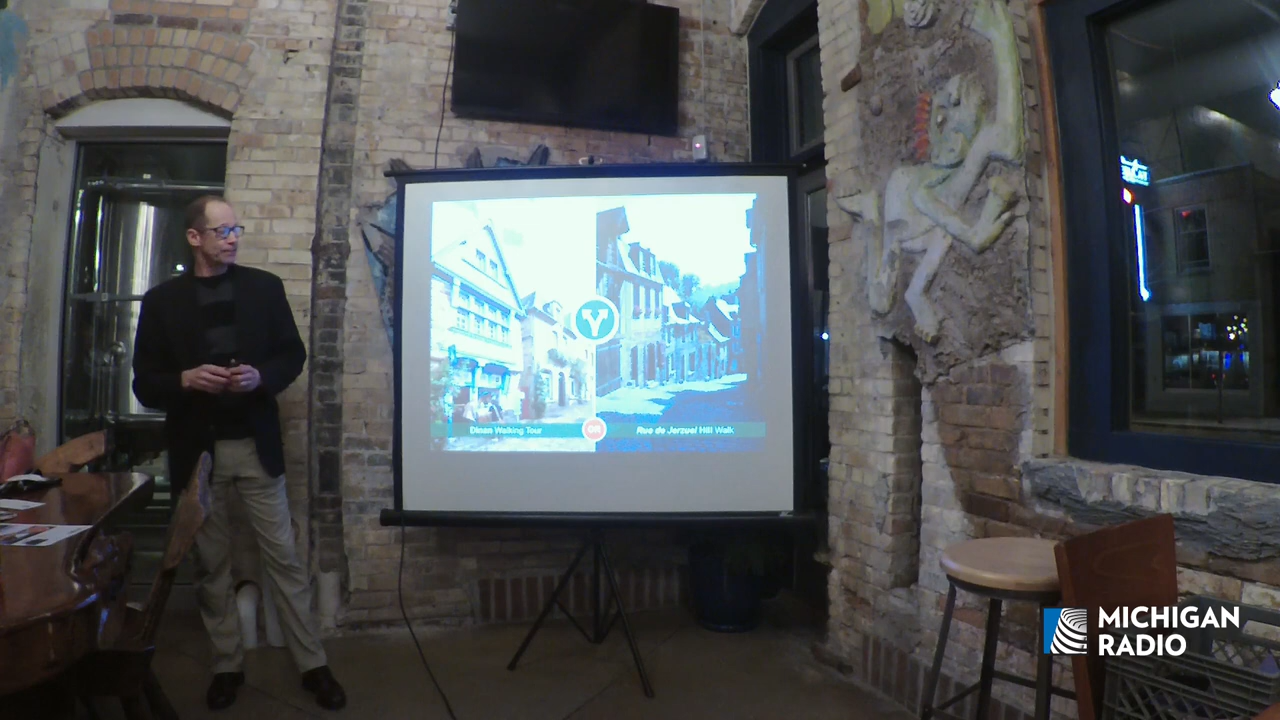 Dinan Walking Tour
OR
Rue de Jerzual Hill Walk
MICHIGAN
RADIO